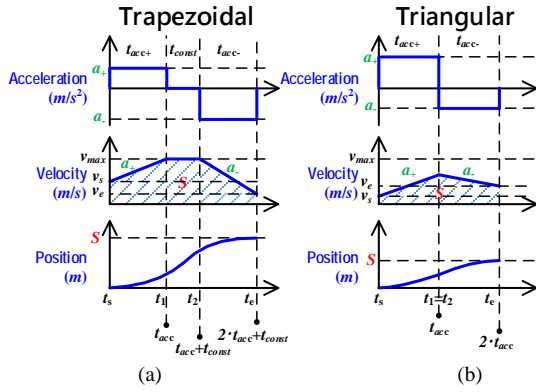 Trapezoidal
Triangular
t_acc+ t_const t_acc-
Acceleration
(m/s²)
a+
a-
Velocity
(m/s)
v_max
v_s
v_e
a+
a-
S
Position
(m)
S
t_s t_1 t_2 t_e
t_acc
t_acc+t_const
2·t_acc+t_const
(a)
t_acc+ t_acc-
Acceleration
(m/s²)
a+
a-
Velocity
(m/s)
v_max
v_e
v_s
a+
a-
S
Position
(m)
S
t_s t_1=t_2 t_e
t_acc
2·t_acc
(b)